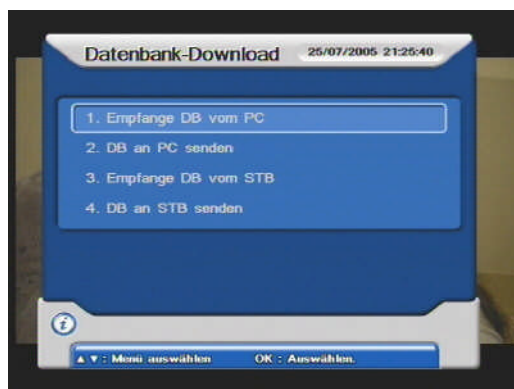 Datenbank-Download 25/07/2005 21:25:40
1. Empfange DB vom PC
2. DB an PC senden
3. Empfange DB vom STB
4. DB an STB senden
i
▲ ▼ : Menü auswählen OK : Auswählen.